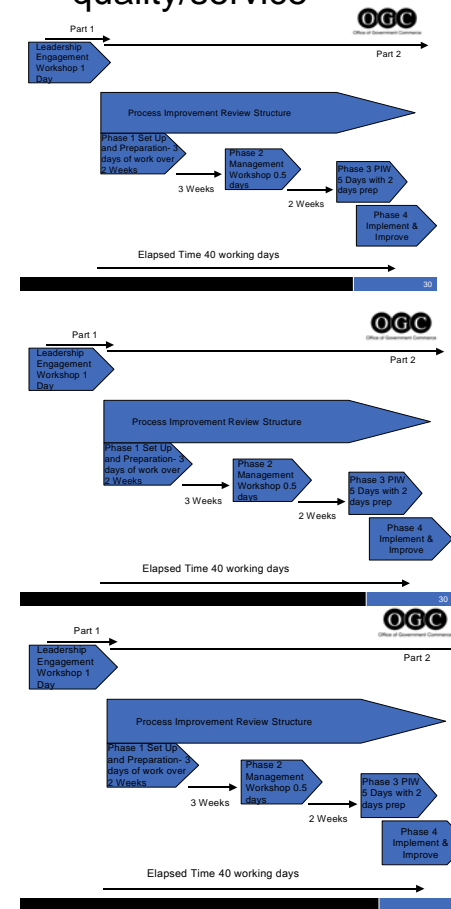 quality/service
OGC
Office of Government Commerce
Part 1
Part 2
Leadership
Engagement
Workshop 1
Day
Process Improvement Review Structure
Phase 1 Set Up
and Preparation- 3
days of work over
2 Weeks
3 Weeks
Phase 2
Management
Workshop 0.5
days
2 Weeks
Phase 3 PIW
5 Days with 2
days prep
Phase 4
Implement &
Improve
Elapsed Time 40 working days
30
OGC
Office of Government Commerce
Part 1
Part 2
Leadership
Engagement
Workshop 1
Day
Process Improvement Review Structure
Phase 1 Set Up
and Preparation- 3
days of work over
2 Weeks
3 Weeks
Phase 2
Management
Workshop 0.5
days
2 Weeks
Phase 3 PIW
5 Days with 2
days prep
Phase 4
Implement &
Improve
Elapsed Time 40 working days
30
OGC
Office of Government Commerce
Part 1
Part 2
Leadership
Engagement
Workshop 1
Day
Process Improvement Review Structure
Phase 1 Set Up
and Preparation- 3
days of work over
2 Weeks
3 Weeks
Phase 2
Management
Workshop 0.5
days
2 Weeks
Phase 3 PIW
5 Days with 2
days prep
Phase 4
Implement &
Improve
Elapsed Time 40 working days